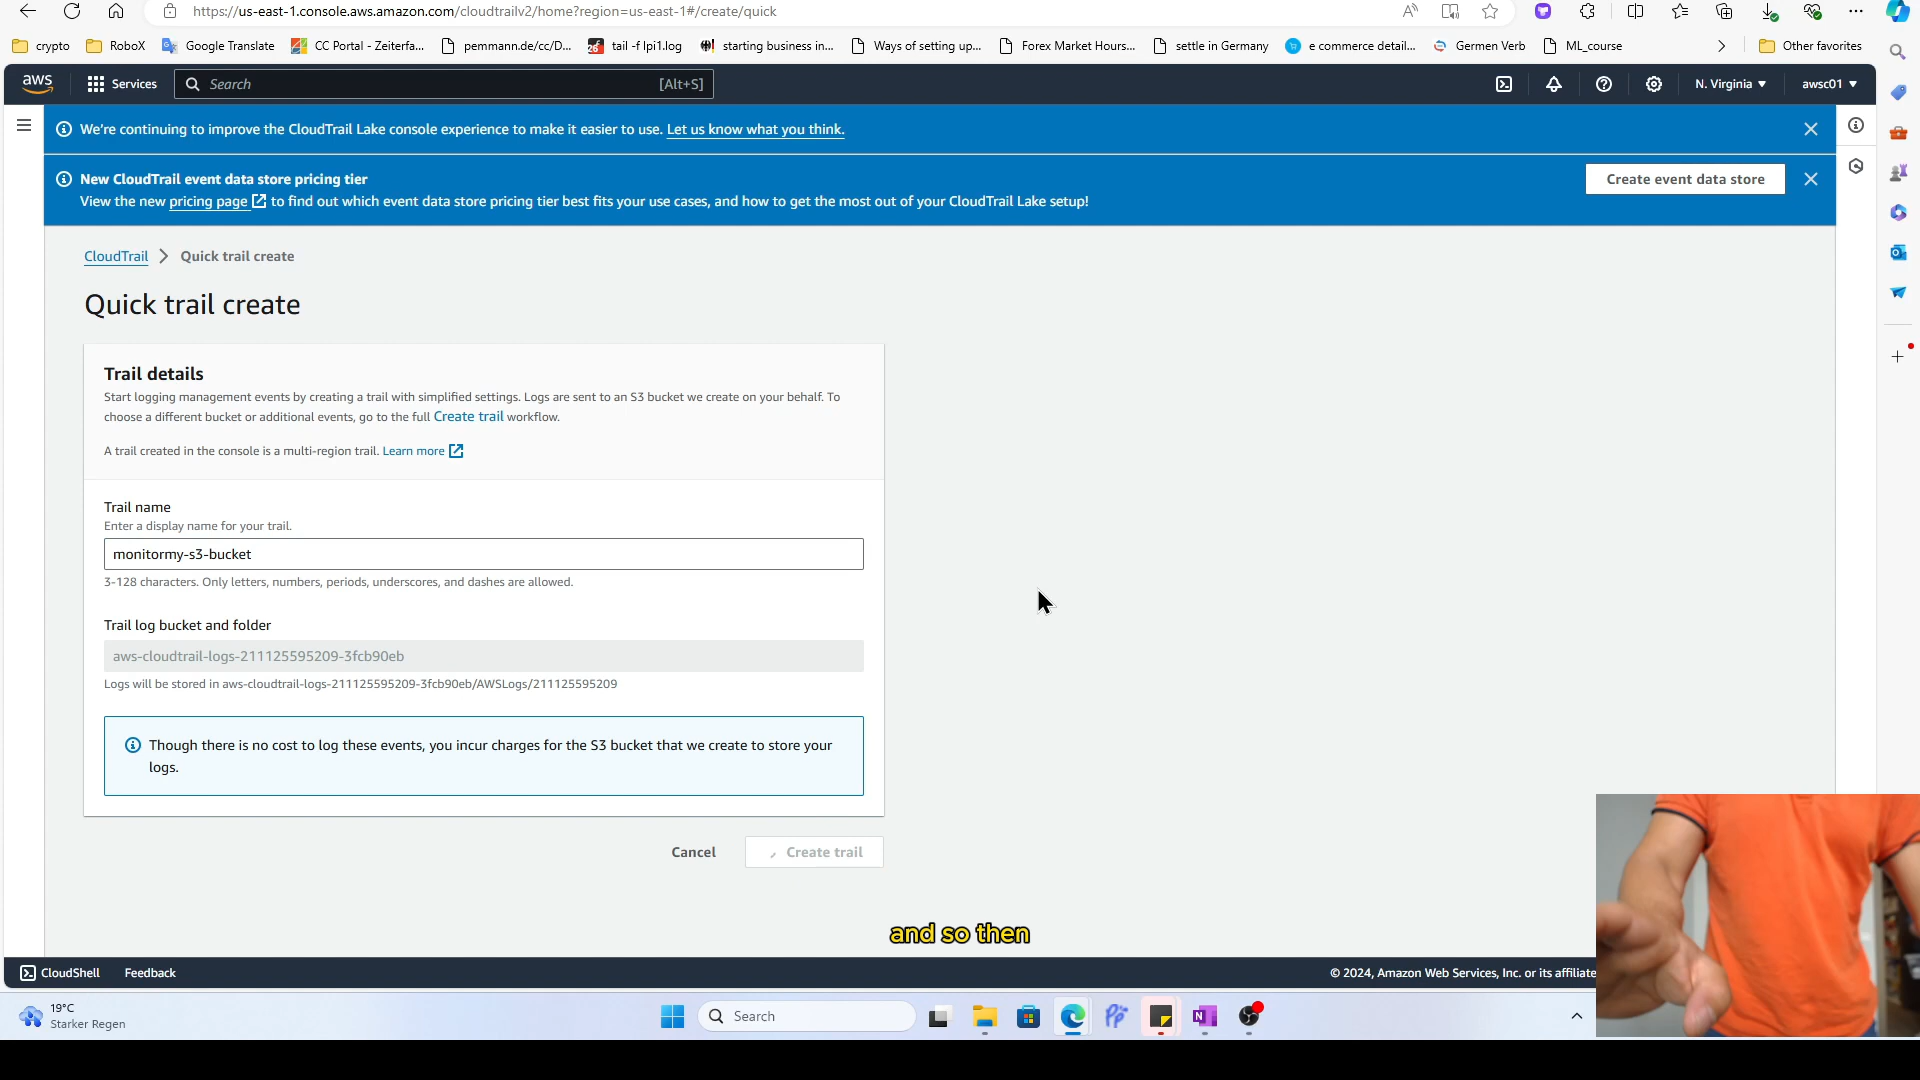 https://us-east-1.console.aws.amazon.com/cloudtrailv2/home?region=us-east-1#/create/quick
crypto RoboX Google Translate CC Portal - Zeiterfa... pemmann.de/cc/D... tail -f lpi1.log starting business in... Ways of setting up... Forex Market Hours... settle in Germany e commerce detail... Germen Verb ML_course Other favorites
aws Services Search [Alt+S] N. Virginia awsc01
We're continuing to improve the CloudTrail Lake console experience to make it easier to use. Let us know what you think.
New CloudTrail event data store pricing tier
View the new pricing page to find out which event data store pricing tier best fits your use cases, and how to get the most out of your CloudTrail Lake setup!
Create event data store
CloudTrail > Quick trail create
Quick trail create
Trail details
Start logging management events by creating a trail with simplified settings. Logs are sent to an S3 bucket we create on your behalf. To
choose a different bucket or additional events, go to the full Create trail workflow.
A trail created in the console is a multi-region trail. Learn more
Trail name
Enter a display name for your trail.
monitormy-s3-bucket
3-128 characters. Only letters, numbers, periods, underscores, and dashes are allowed.
Trail log bucket and folder
aws-cloudtrail-logs-211125595209-3fcb90eb
Logs will be stored in aws-cloudtrail-logs-211125595209-3fcb90eb/AWSLogs/211125595209
Though there is no cost to log these events, you incur charges for the S3 bucket that we create to store your
logs.
Cancel Create trail
and so then
CloudShell Feedback © 2024, Amazon Web Services, Inc. or its affiliate
19°C
Starker Regen
Search